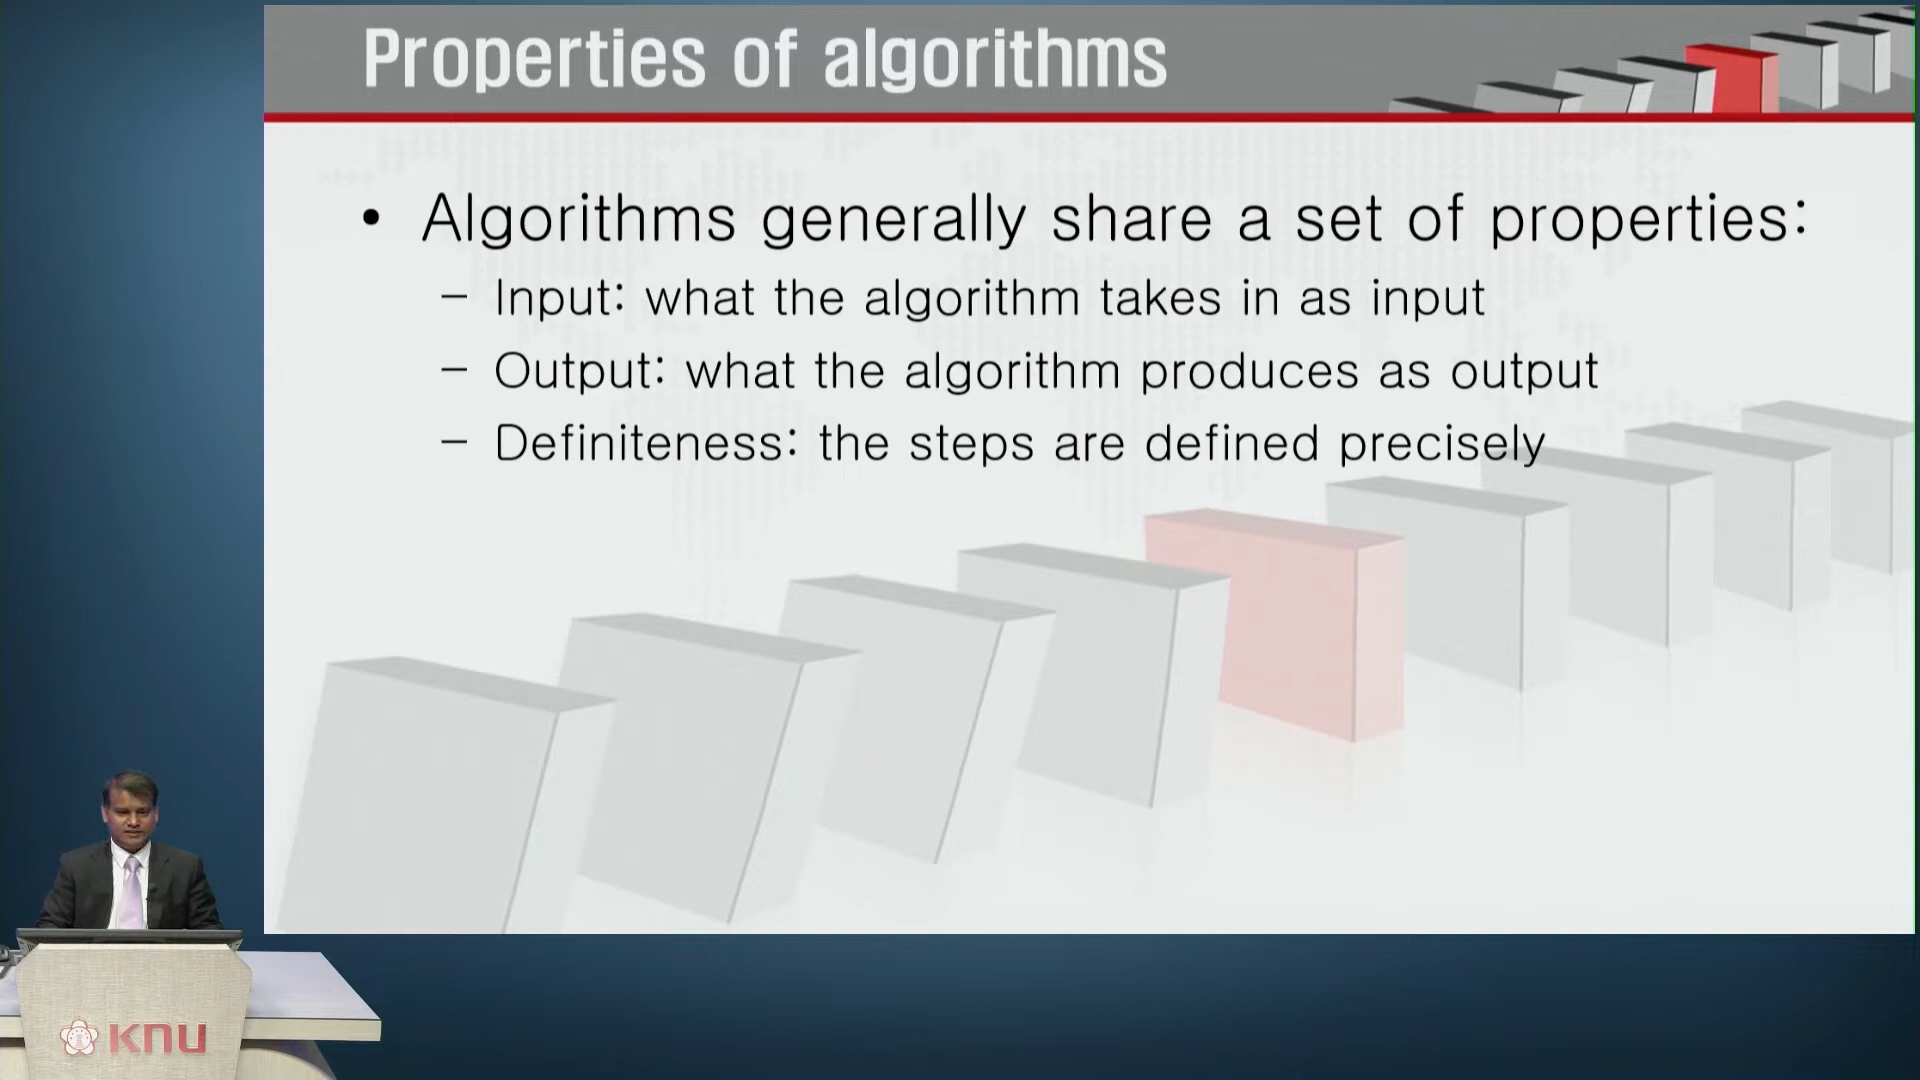 Properties of algorithms
• Algorithms generally share a set of properties:
– Input: what the algorithm takes in as input
– Output: what the algorithm produces as output
– Definiteness: the steps are defined precisely
KNU